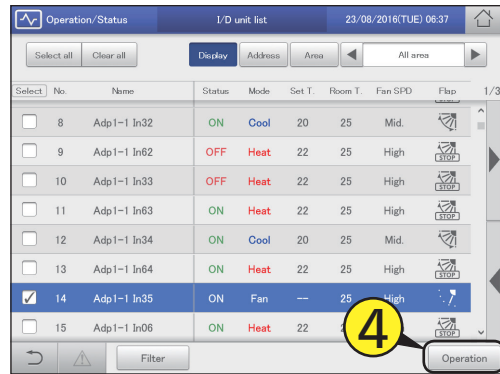 Operation/Status I/D unit list 23/08/2016(TUE) 06:37
Select all Clear all Display Address Area All area
Select No. Name Status Mode Set T. Room T. Fan SPD Flap 1/3
STOP
8 Adp1-1 In32 ON Cool 20 25 Mid.
9 Adp1-1 In62 OFF Heat 22 25 High STOP
10 Adp1-1 In33 OFF Heat 22 25 High STOP
11 Adp1-1 In63 ON Heat 22 25 High STOP
12 Adp1-1 In34 ON Cool 20 25 Mid.
13 Adp1-1 In64 ON Heat 22 25 High STOP
14 Adp1-1 In35 ON Fan -- 25 High
15 Adp1-1 In06 ON Heat 22 High STOP
4
Filter Operation